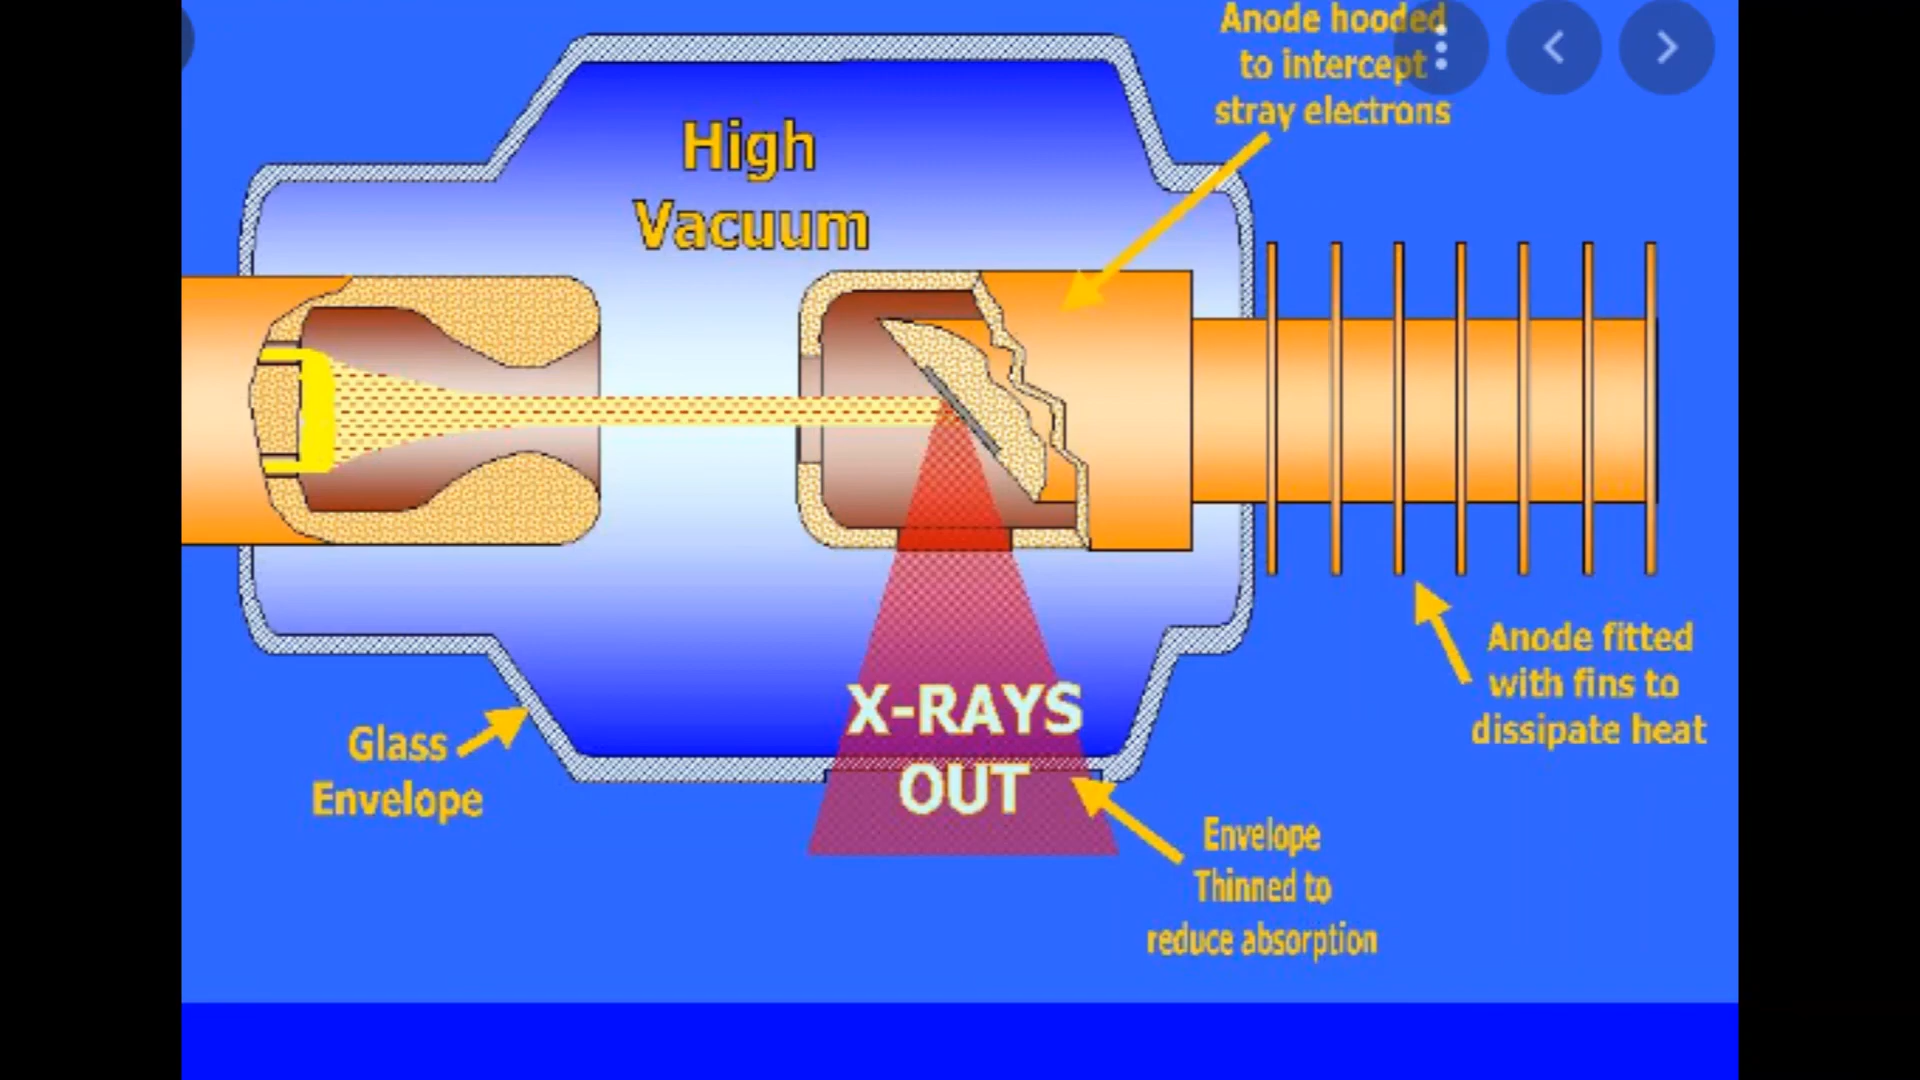 Anode hooded
to intercept
stray electrons
High
Vacuum
Anode fitted
with fins to
dissipate heat
Glass
Envelope
X-RAYS
OUT
Envelope
Thinned to
reduce absorption